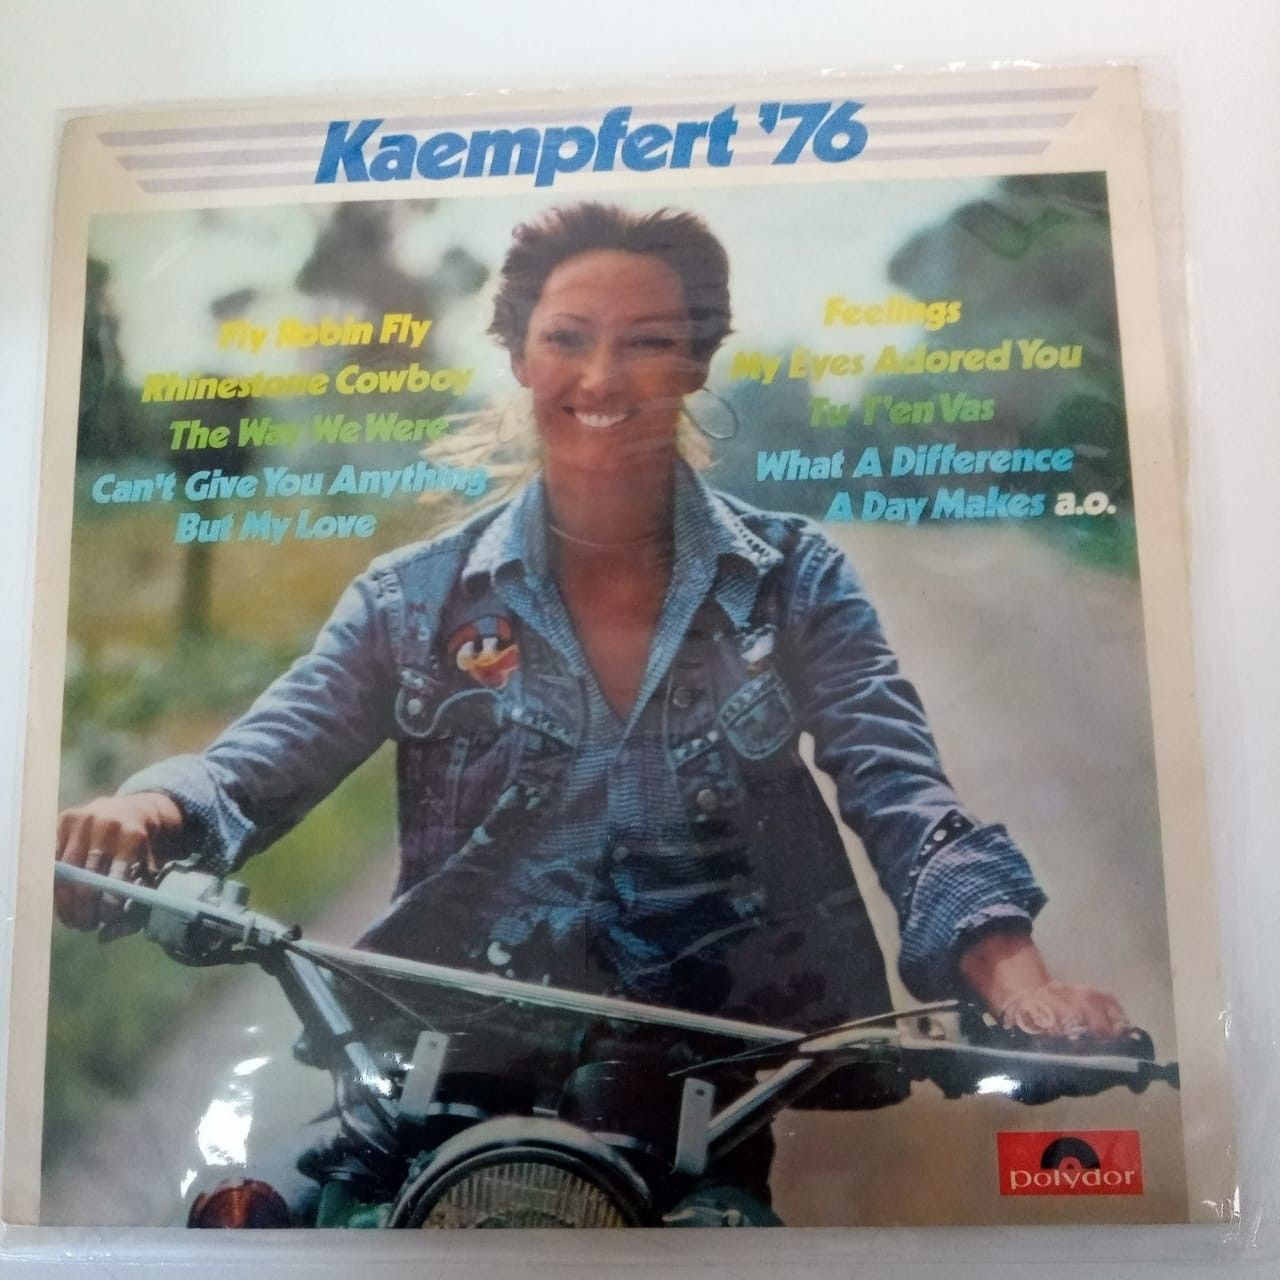 Kaempfert '76
Fly Robin Fly
Rhinestone Cowboy
The Way We Were
Can't Give You Anything
But My Love
Feelings
My Eyes Adored You
Tu T'en Vas
What A Difference
A Day Makes a.o.
polydor